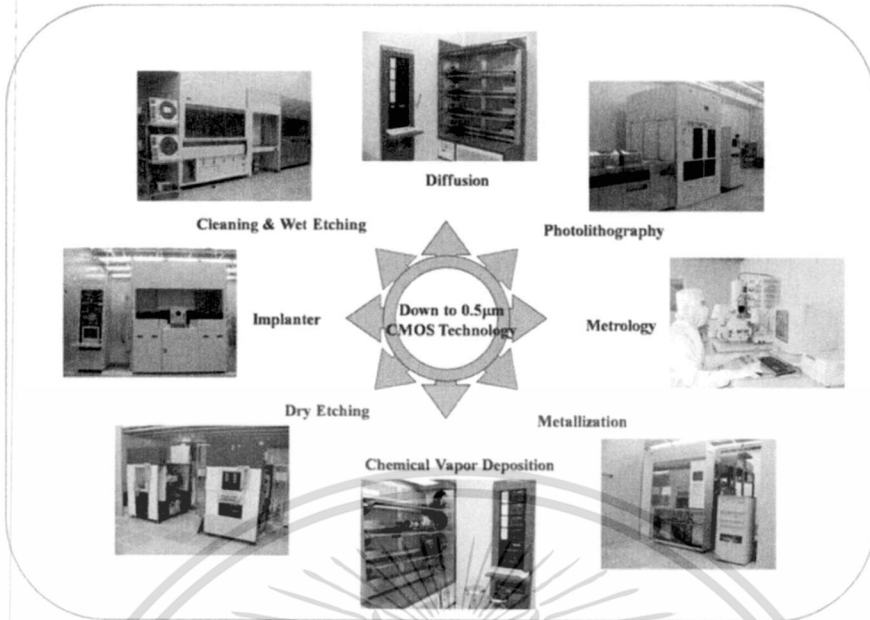 Diffusion
Cleaning & Wet Etching
Photolithography
Implanter
Down to 0.5µm
CMOS Technology
Metrology
Dry Etching
Metallization
Chemical Vapor Deposition